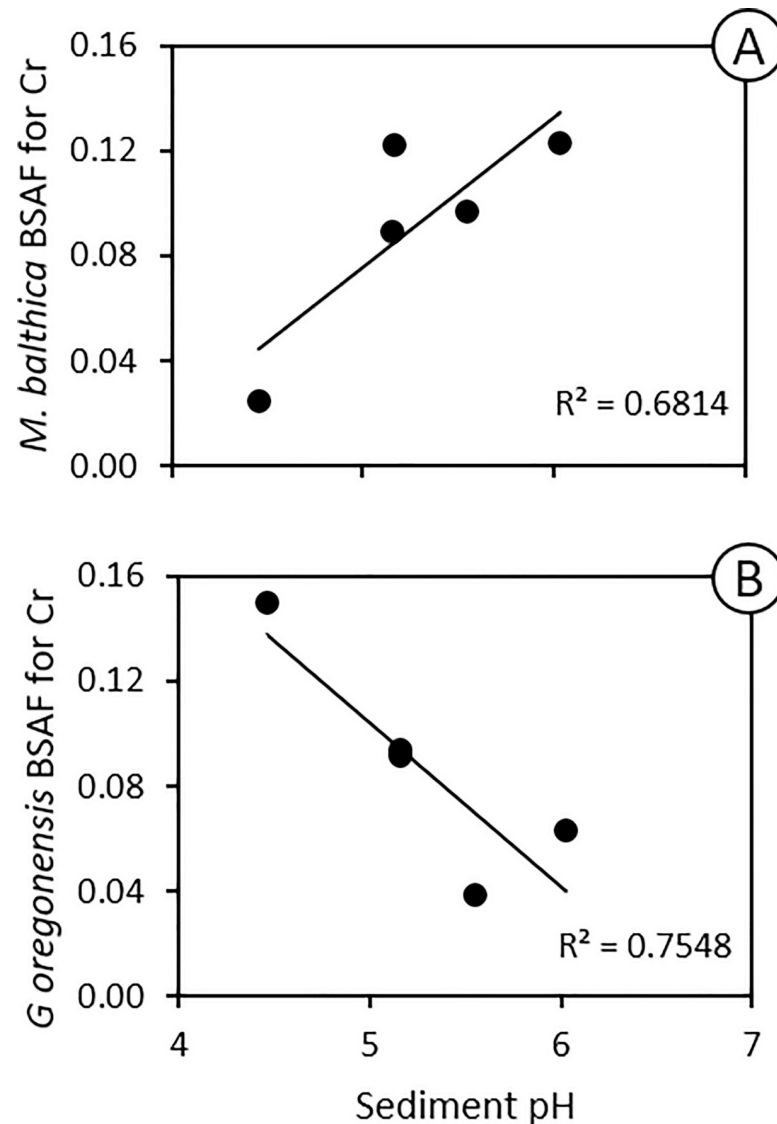 A
M. balthica BSAF for Cr
0.16
0.12
0.08
0.04
0.00
R² = 0.6814
B
G oregonensis BSAF for Cr
0.16
0.12
0.08
0.04
0.00
R² = 0.7548
4 5 6 7
Sediment pH